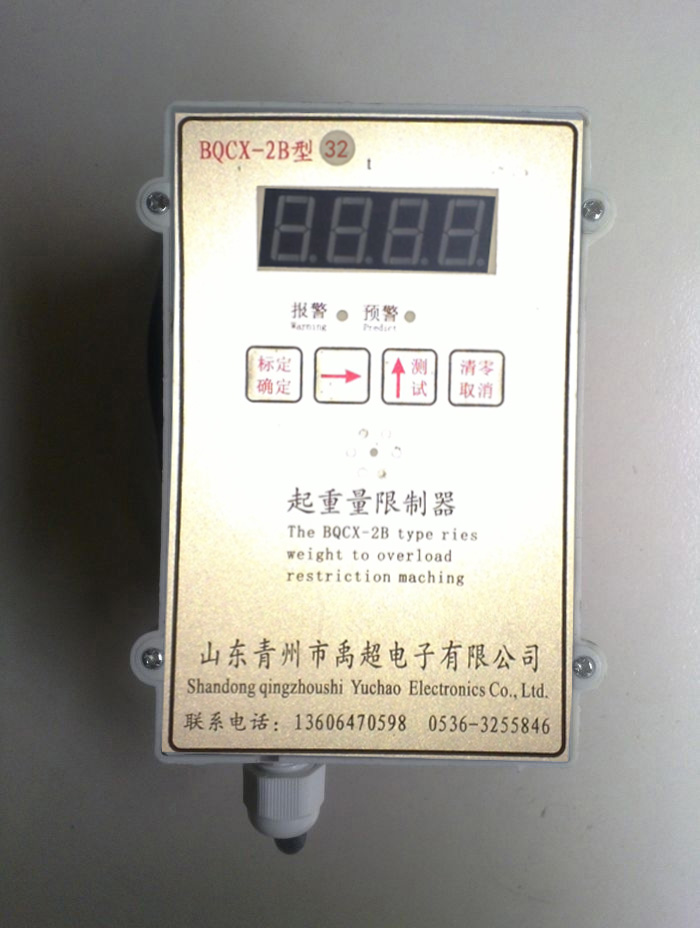 BQCX-2B型 32
t
报警 预警
Warning Predict
标定 → ↑测 清零
确定 试 取消
起重量限制器
The BQCX-2B type ries
weight to overload
restriction maching
山东青州市禹超电子有限公司
Shandong qingzhoushi Yuchao Electronics Co., Ltd.
联系电话：13606470598 0536-3255846